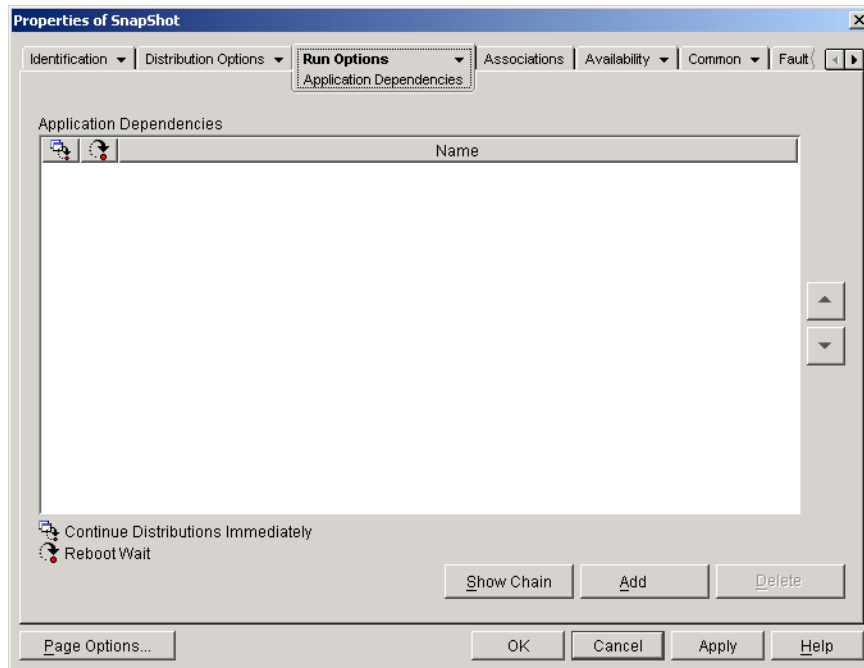 Properties of SnapShot
Identification Distribution Options Run Options Associations Availability Common Fault
Application Dependencies
Application Dependencies
Name
Continue Distributions Immediately
Reboot Wait
Show Chain Add Delete
Page Options... OK Cancel Apply Help